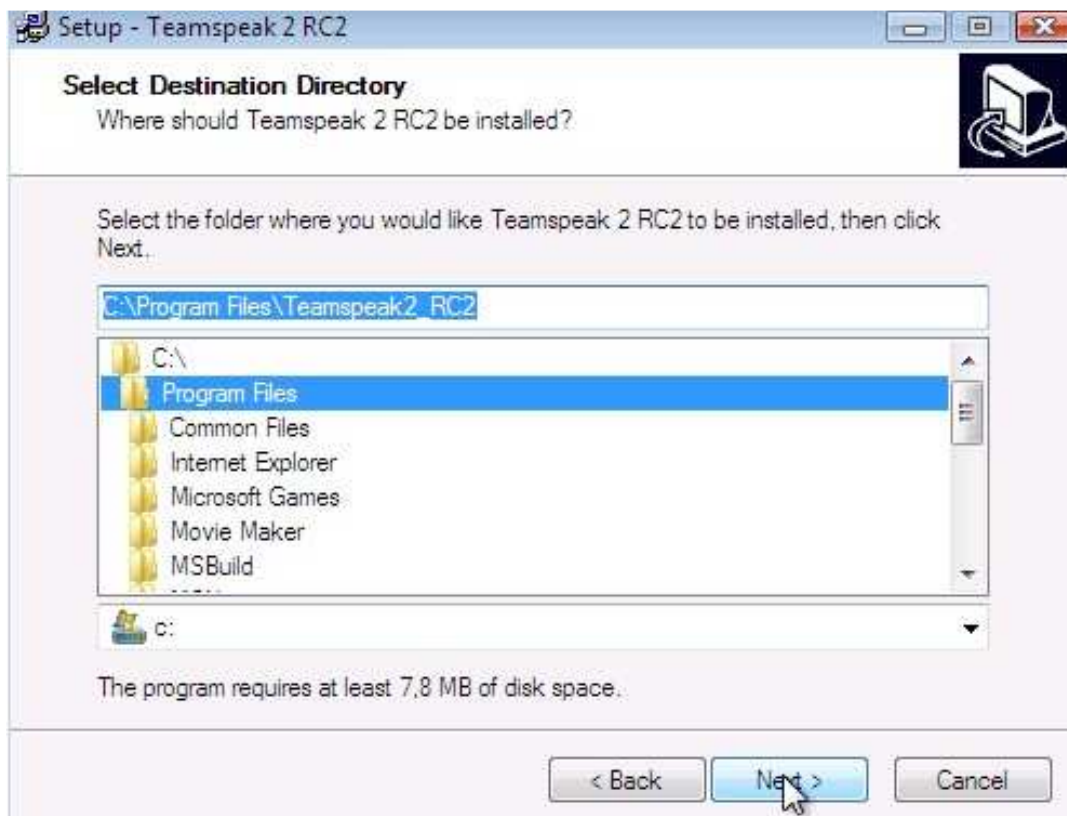 Setup - Teamspeak 2 RC2
Select Destination Directory
Where should Teamspeak 2 RC2 be installed?
Select the folder where you would like Teamspeak 2 RC2 to be installed, then click
Next.
C:\Program Files\Teamspeak2_RC2
C:\
Program Files
Common Files
Internet Explorer
Microsoft Games
Movie Maker
MSBuild
c:
The program requires at least 7,8 MB of disk space.
< Back
Next >
Cancel